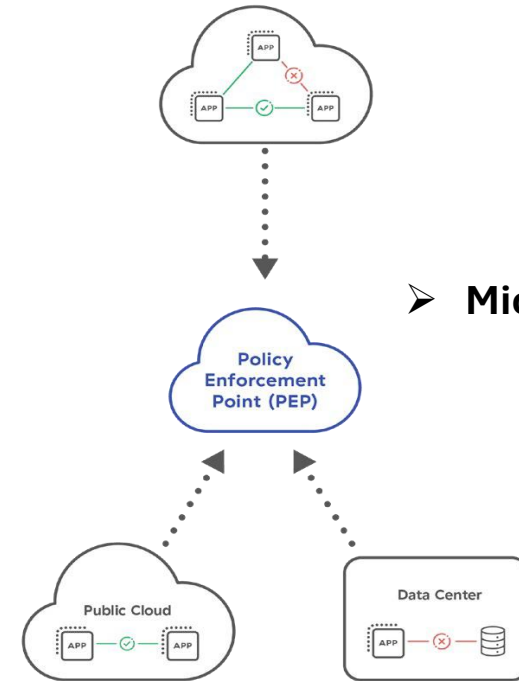 APP
APP
APP
➢ Mic
Policy
Enforcement
Point (PEP)
Public Cloud
APP
APP
Data Center
APP